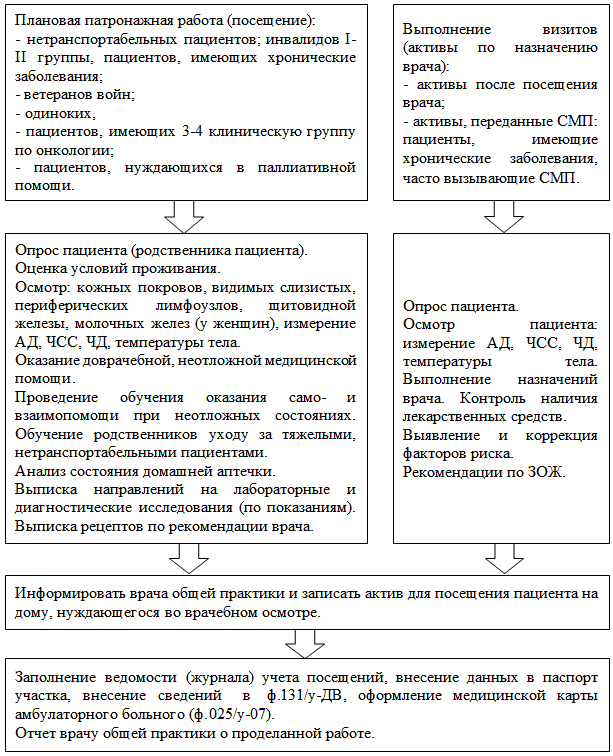 Плановая патронажная работа (посещение):
- нетранспортабельных пациентов; инвалидов I-
II группы, пациентов, имеющих хронические
заболевания;
- ветеранов войн;
- одиноких,
- пациентов, имеющих 3-4 клиническую группу
по онкологии;
- пациентов, нуждающихся в паллиативной
помощи.
Выполнение визитов
(активы по назначению
врача):
- активы после посещения
врача;
- активы, переданные СМП:
пациенты, имеющие
хронические заболевания,
часто вызывающие СМП.
Опрос пациента (родственника пациента).
Оценка условий проживания.
Осмотр: кожных покровов, видимых слизистых,
периферических лимфоузлов, щитовидной
железы, молочных желез (у женщин), измерение
АД, ЧСС, ЧД, температуры тела.
Оказание доврачебной, неотложной медицинской
помощи.
Проведение обучения оказания само- и
взаимопомощи при неотложных состояниях.
Обучение родственников уходу за тяжелыми,
нетранспортабельными пациентами.
Анализ состояния домашней аптечки.
Выписка направлений на лабораторные и
диагностические исследования (по показаниям).
Выписка рецептов по рекомендации врача.
Опрос пациента.
Осмотр пациента:
измерение АД, ЧСС, ЧД,
температуры тела.
Выполнение назначений
врача. Контроль наличия
лекарственных средств.
Выявление и коррекция
факторов риска.
Рекомендации по ЗОЖ.
Информировать врача общей практики и записать актив для посещения пациента на
дому, нуждающегося во врачебном осмотре.
Заполнение ведомости (журнала) учета посещений, внесение данных в паспорт
участка, внесение сведений в ф.131/у-ДВ, оформление медицинской карты
амбулаторного больного (ф.025/у-07).
Отчет врачу общей практики о проделанной работе.